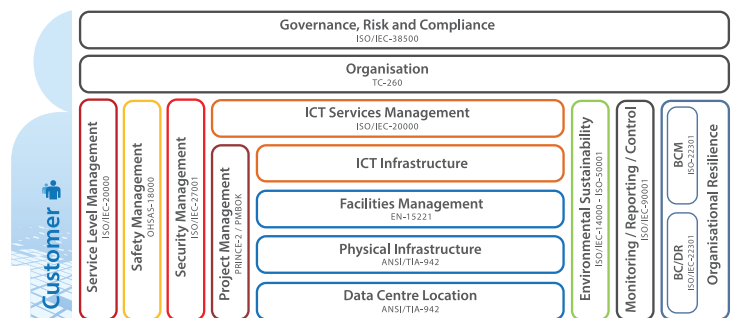 Governance, Risk and Compliance
ISO/IEC-38500
Organisation
TC-260
Customer
Service Level Management
ISO/IEC-20000
Safety Management
OHSAS-18000
Security Management
ISO/IEC-27001
ICT Services Management
ISO/IEC-20000
Project Management
PRINCE-2 / PMBOK
ICT Infrastructure
Facilities Management
EN-15221
Physical Infrastructure
ANSI/TIA-942
Data Centre Location
ANSI/TIA-942
Environmental Sustainability
ISO/IEC-14000 - ISO-50001
Monitoring / Reporting / Control
ISO/IEC-90001
BCM
ISO-22301
BC/DR
ISO/IEC-22301
Organisational Resilience